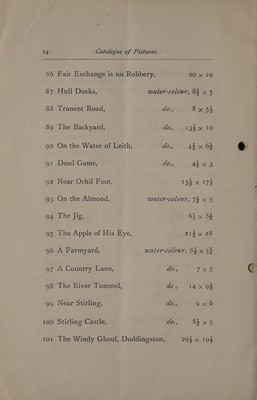 14 Catalogue of Pictures.
86 Fair Exchange is no Robbery, 20 x 29
87 Hull Docks, water-colour, 8½ x 5
88 Tranent Road, do., 8 x 5½
89 The Backyard, do., 13½ x 10
90 On the Water of Leith, do., 4½ x 6½
91 Dead Game, do., 4½ x 3
92 Near Ochil Foot, 13½ x 17½
93 On the Almond, water-colour, 7½ x 5
94 The Jig, 6½ x 8½
95 The Apple of His Eye, 21½ x 28
96 A Farmyard, water-colour, 8½ x 5½
97 A Country Lane, do., 7 x 5
98 The River Tummel, do., 14 x 9½
99 Near Stirling, do., 9 x 6
100 Stirling Castle, do., 8½ x 5
101 The Windy Ghoul, Duddingston, 29½ x 19½